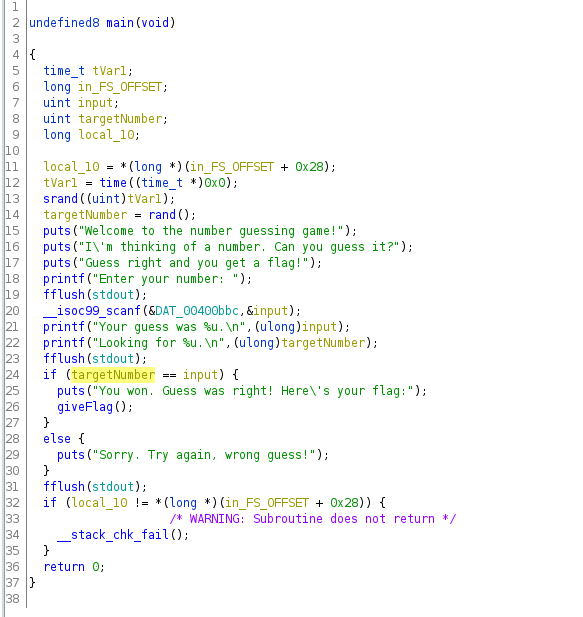 1
2 undefined8 main(void)
3
4 {
5 time_t tVar1;
6 long in_FS_OFFSET;
7 uint input;
8 uint targetNumber;
9 long local_10;
10
11 local_10 = *(long *)(in_FS_OFFSET + 0x28);
12 tVar1 = time((time_t *)0x0);
13 srand((uint)tVar1);
14 targetNumber = rand();
15 puts("Welcome to the number guessing game!");
16 puts("I\'m thinking of a number. Can you guess it?");
17 puts("Guess right and you get a flag!");
18 printf("Enter your number: ");
19 fflush(stdout);
20 __isoc99_scanf(&DAT_00400bbc,&input);
21 printf("Your guess was %u.\n",(ulong)input);
22 printf("Looking for %u.\n",(ulong)targetNumber);
23 fflush(stdout);
24 if (targetNumber == input) {
25 puts("You won. Guess was right! Here\'s your flag:");
26 giveFlag();
27 }
28 else {
29 puts("Sorry. Try again, wrong guess!");
30 }
31 fflush(stdout);
32 if (local_10 != *(long *)(in_FS_OFFSET + 0x28)) {
33 /* WARNING: Subroutine does not return */
34 __stack_chk_fail();
35 }
36 return 0;
37 }
38